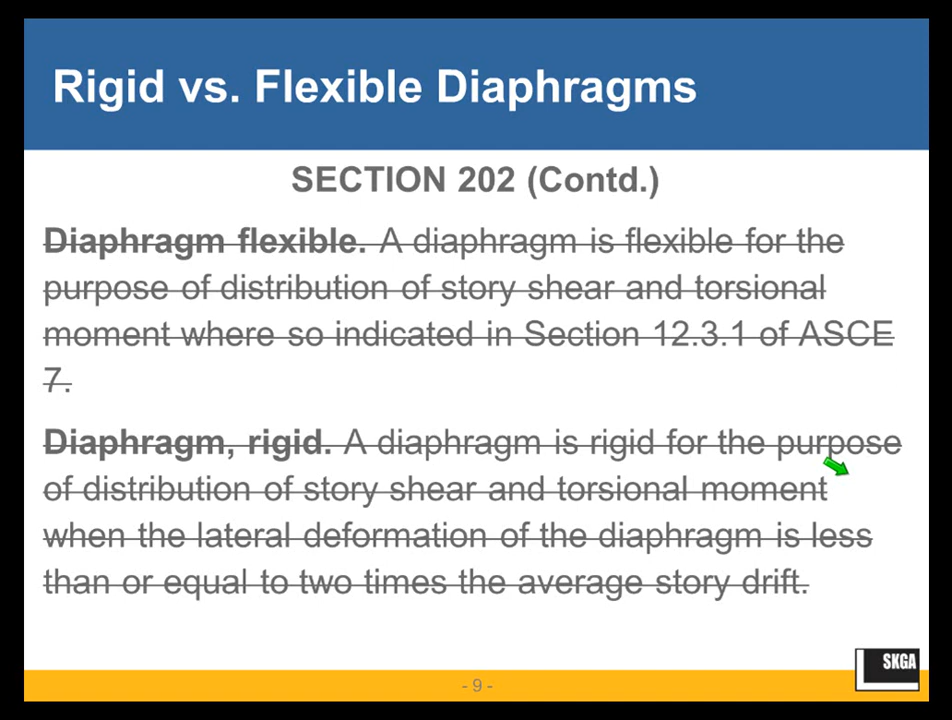 Rigid vs. Flexible Diaphragms
SECTION 202 (Contd.)
Diaphragm flexible. A diaphragm is flexible for the
purpose of distribution of story shear and torsional
moment where so indicated in Section 12.3.1 of ASCE
7.
Diaphragm, rigid. A diaphragm is rigid for the purpose
of distribution of story shear and torsional moment
when the lateral deformation of the diaphragm is less
than or equal to two times the average story drift.
SKGA
- 9 -